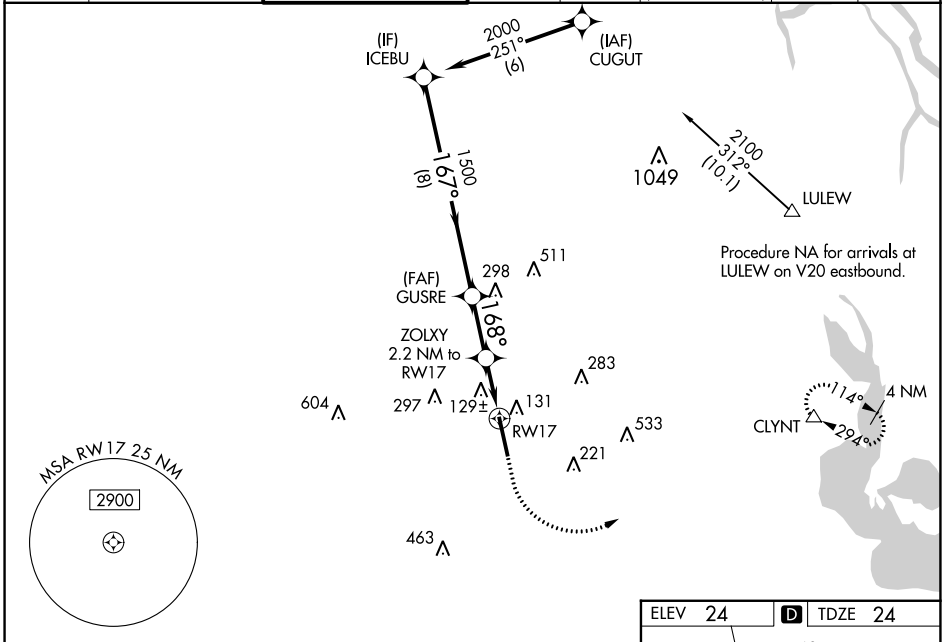 2000
251°
(6)
(IAF)
CUGUT
(IF)
ICEBU
1500
167°
(8)
1049
2100
312°
(10.1)
LULEW
Procedure NA for arrivals at
LULEW on V20 eastbound.
(FAF)
GUSRE
298
511
168°
ZOLXY
2.2 NM to
RW17
283
604
297
129±
131
RW17
533
221
CLYNT
114°
4 NM
294°
MSA RW17 25 NM
2900
463
ELEV 24
D
TDZE 24